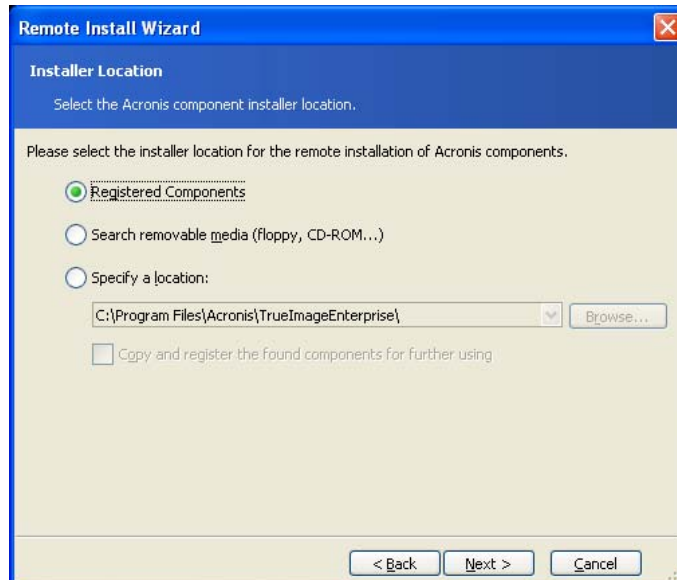 Remote Install Wizard
Installer Location
Select the Acronis component installer location.
Please select the installer location for the remote installation of Acronis components.
Registered Components
Search removable media (floppy, CD-ROM...)
Specify a location:
C:\Program Files\Acronis\TrueImageEnterprise\
Browse...
Copy and register the found components for further using
< Back
Next >
Cancel